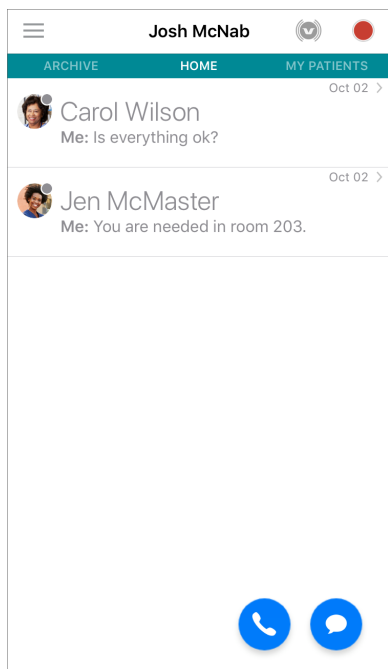 Josh McNab
ARCHIVE HOME MY PATIENTS
Oct 02
Carol Wilson
Me: Is everything ok?
Oct 02
Jen McMaster
Me: You are needed in room 203.